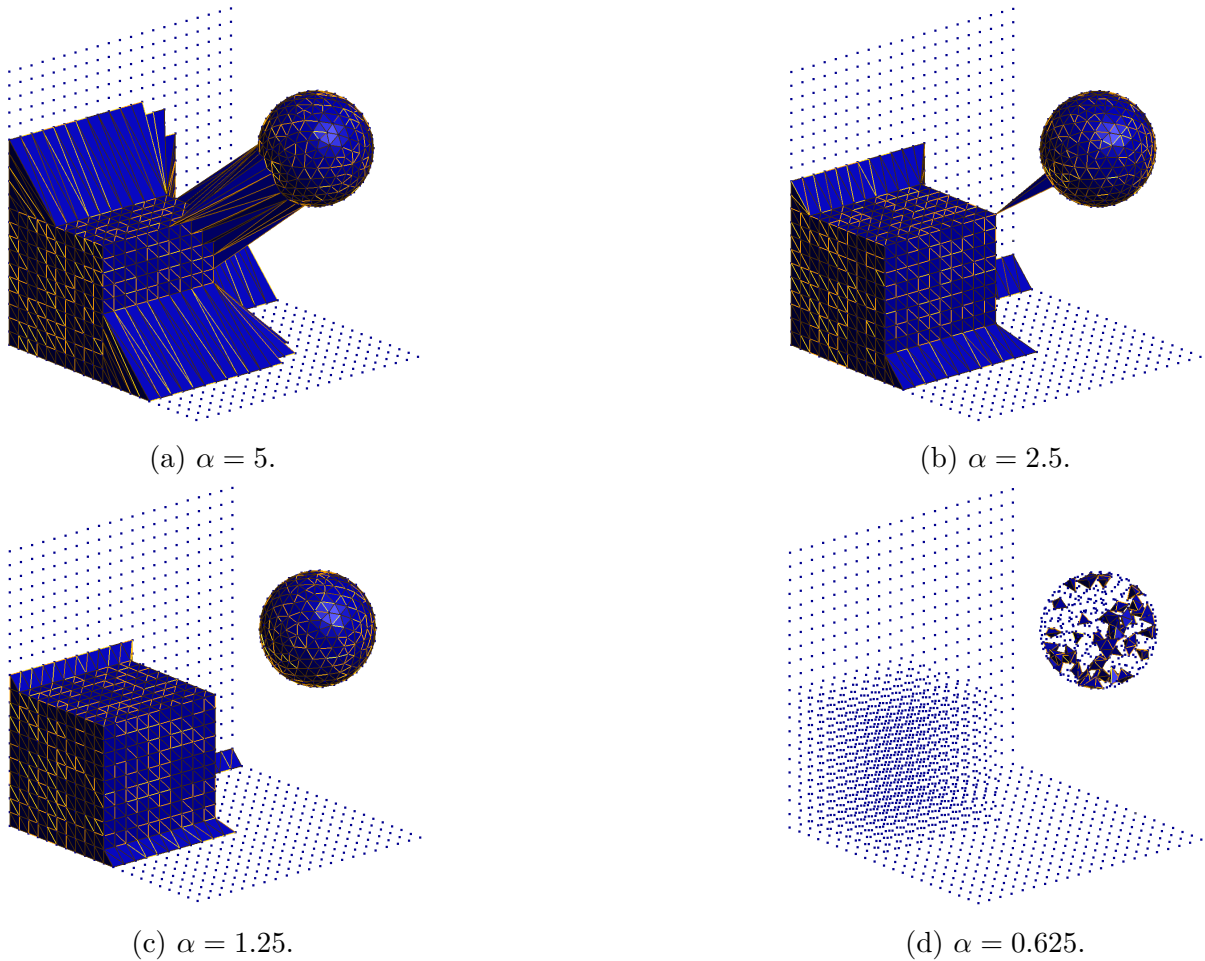 (a) α = 5.
(b) α = 2.5.
(c) α = 1.25.
(d) α = 0.625.